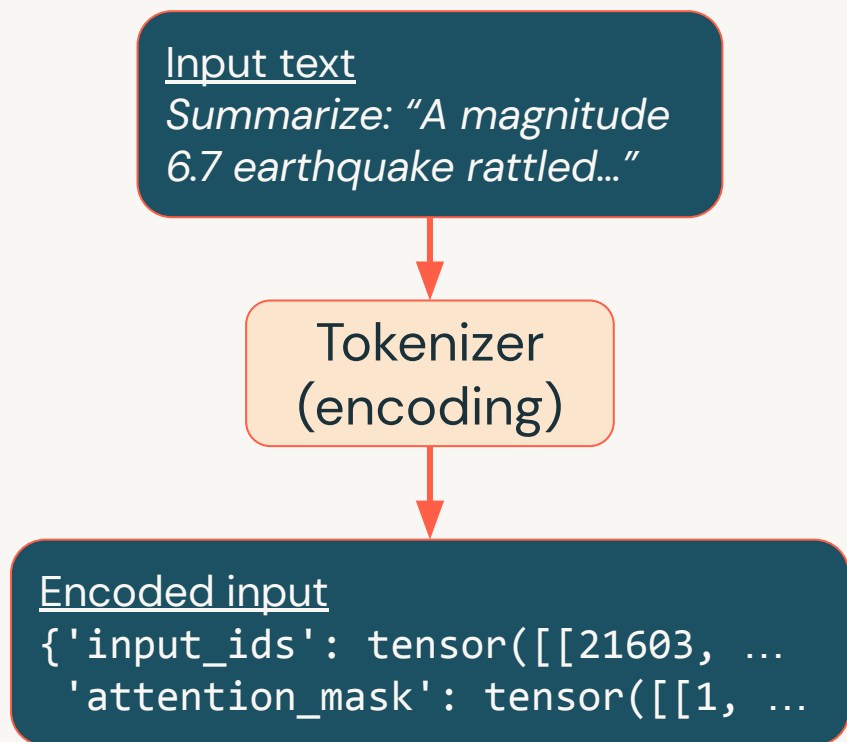 Input text
Summarize: “A magnitude
6.7 earthquake rattled…”
Tokenizer
(encoding)
Encoded input
{'input_ids': tensor([[21603, …
'attention_mask': tensor([[1, …